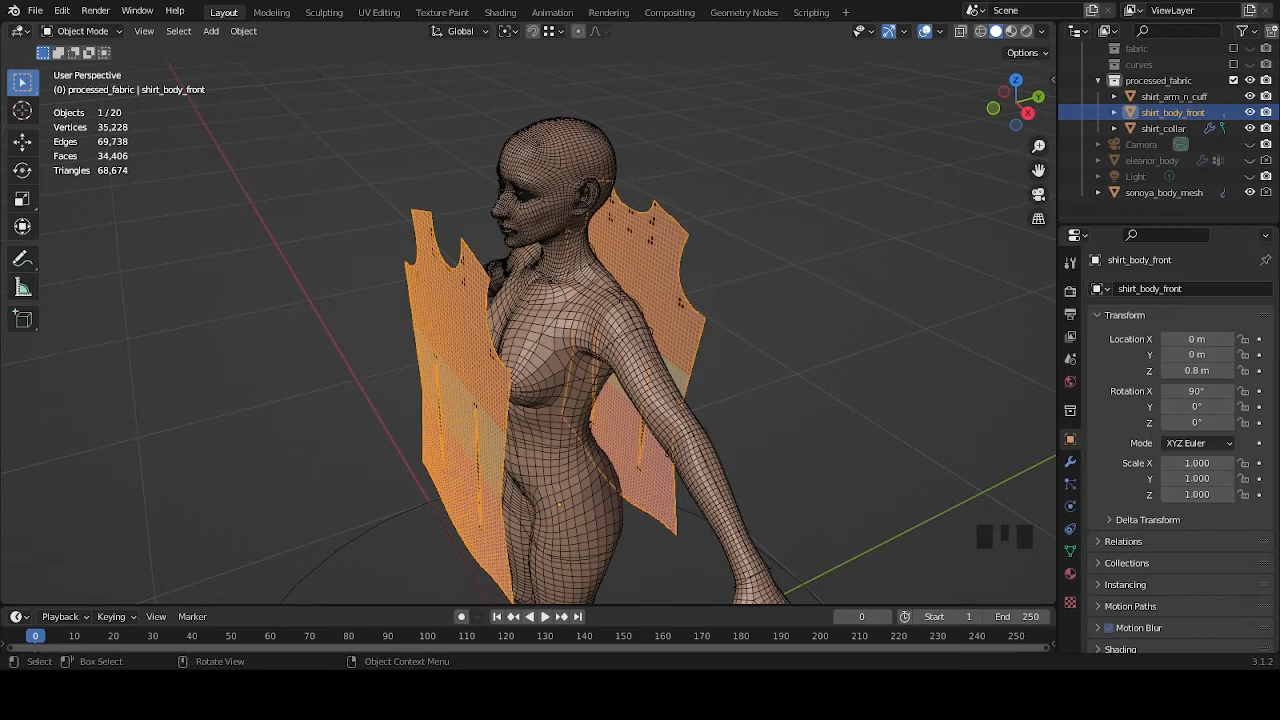 File Edit Render Window Help Layout Modeling Sculpting UV Editing Texture Paint Shading Animation Rendering Compositing Geometry Nodes Scripting + Scene ViewLayer
Object Mode View Select Add Object Global
Options
User Perspective
(0) processed_fabric | shirt_body_front
Objects 1 / 20
Vertices 35,228
Edges 69,738
Faces 34,406
Triangles 68,674
Z
Y
X
fabric
curves
processed_fabric
shirt_arm_n_cuff
shirt_body_front
shirt_collar
Camera
eleanor_body
Light
sonoya_body_mesh
shirt_body_front
shirt_body_front
Transform
Location X 0 m
Y 0 m
Z 0.8 m
Rotation X 90°
Y 0°
Z 0°
Mode XYZ Euler
Scale X 1.000
Y 1.000
Z 1.000
Delta Transform
Relations
Collections
Instancing
Motion Paths
Motion Blur
Shading
Playback Keying View Marker 0 Start 1 End 250
0 10 20 30 40 50 60 70 80 90 100 110 120 130 140 150 160 170 180 190 200 210 220 230 240 250
Select Box Select Rotate View Object Context Menu 3.1.2